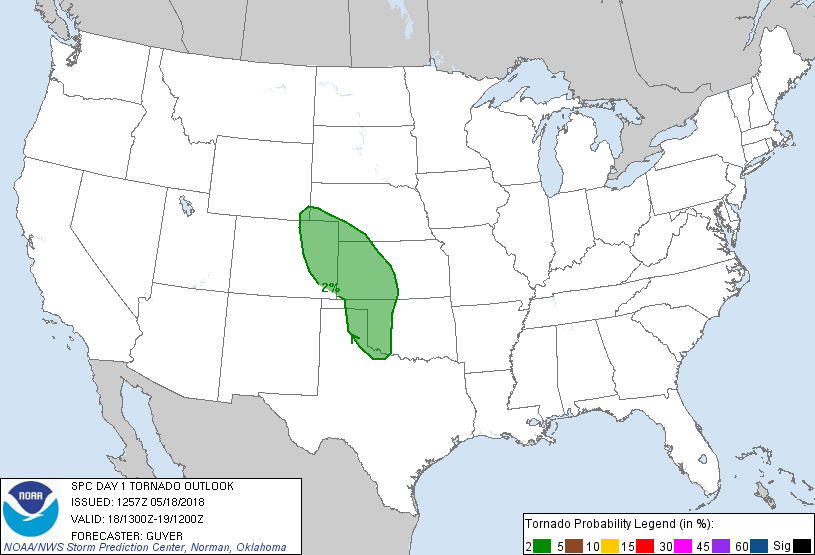 2%
NOAA
SPC DAY 1 TORNADO OUTLOOK
ISSUED: 1257Z 05/18/2018
VALID: 18/1300Z-19/1200Z
FORECASTER: GUYER
NOAA/NWS Storm Prediction Center, Norman, Oklahoma
Tornado Probability Legend (in %):
2 5 10 15 30 45 60 Sig